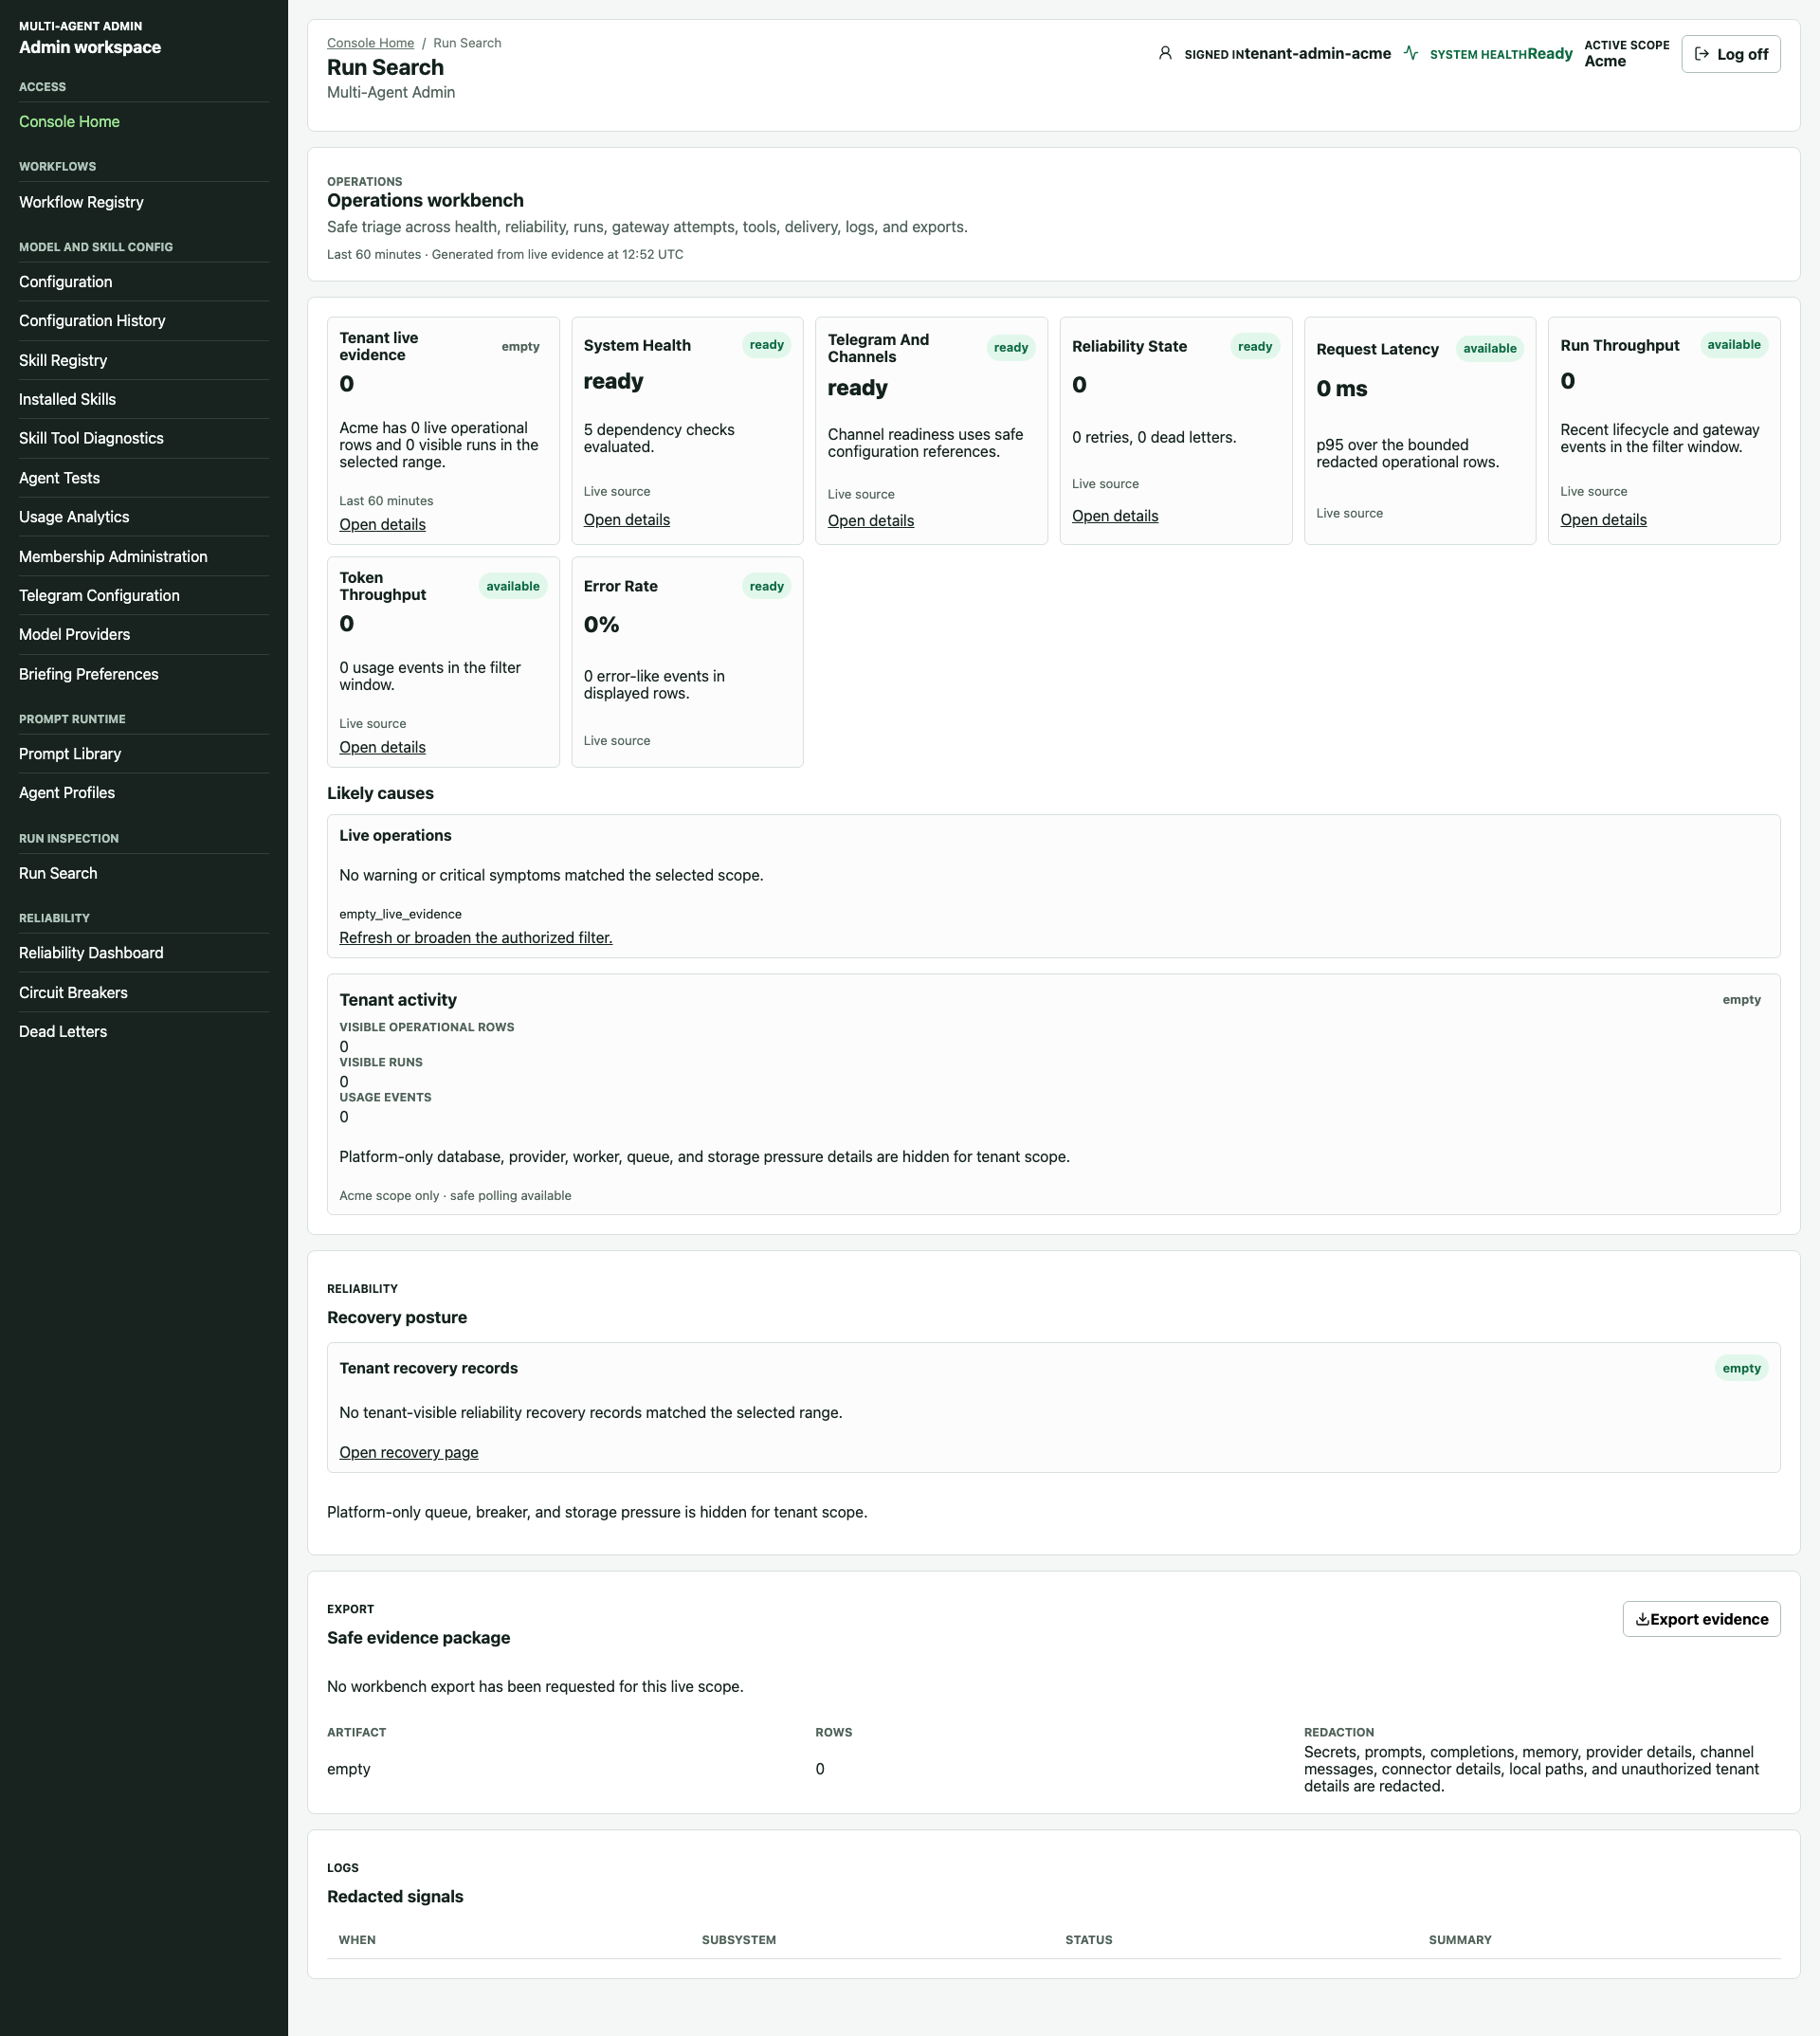 MULTI-AGENT ADMIN
Admin workspace
ACCESS
Console Home
WORKFLOWS
Workflow Registry
MODEL AND SKILL CONFIG
Configuration
Configuration History
Skill Registry
Installed Skills
Skill Tool Diagnostics
Agent Tests
Usage Analytics
Membership Administration
Telegram Configuration
Model Providers
Briefing Preferences
PROMPT RUNTIME
Prompt Library
Agent Profiles
RUN INSPECTION
Run Search
RELIABILITY
Reliability Dashboard
Circuit Breakers
Dead Letters
Console Home / Run Search
Run Search
Multi-Agent Admin
SIGNED INtenant-admin-acme
SYSTEM HEALTHReady
ACTIVE SCOPE
Acme
Log off
OPERATIONS
Operations workbench
Safe triage across health, reliability, runs, gateway attempts, tools, delivery, logs, and exports.
Last 60 minutes · Generated from live evidence at 12:52 UTC
Tenant live
evidence
empty
0
Acme has 0 live operational
rows and 0 visible runs in the
selected range.
Last 60 minutes
Open details
System Health
ready
ready
5 dependency checks
evaluated.
Live source
Open details
Telegram And
Channels
ready
ready
Channel readiness uses safe
configuration references.
Live source
Open details
Reliability State
ready
0
0 retries, 0 dead letters.
Live source
Open details
Request Latency
available
0 ms
p95 over the bounded
redacted operational rows.
Live source
Run Throughput
available
0
Recent lifecycle and gateway
events in the filter window.
Live source
Open details
Token
Throughput
available
0
0 usage events in the filter
window.
Live source
Open details
Error Rate
ready
0%
0 error-like events in
displayed rows.
Live source
Likely causes
Live operations
No warning or critical symptoms matched the selected scope.
empty_live_evidence
Refresh or broaden the authorized filter.
Tenant activity
empty
VISIBLE OPERATIONAL ROWS
0
VISIBLE RUNS
0
USAGE EVENTS
0
Platform-only database, provider, worker, queue, and storage pressure details are hidden for tenant scope.
Acme scope only · safe polling available
RELIABILITY
Recovery posture
Tenant recovery records
empty
No tenant-visible reliability recovery records matched the selected range.
Open recovery page
Platform-only queue, breaker, and storage pressure is hidden for tenant scope.
EXPORT
Safe evidence package
Export evidence
No workbench export has been requested for this live scope.
ARTIFACT
empty
ROWS
0
REDACTION
Secrets, prompts, completions, memory, provider details, channel
messages, connector details, local paths, and unauthorized tenant
details are redacted.
LOGS
Redacted signals
WHEN SUBSYSTEM STATUS SUMMARY